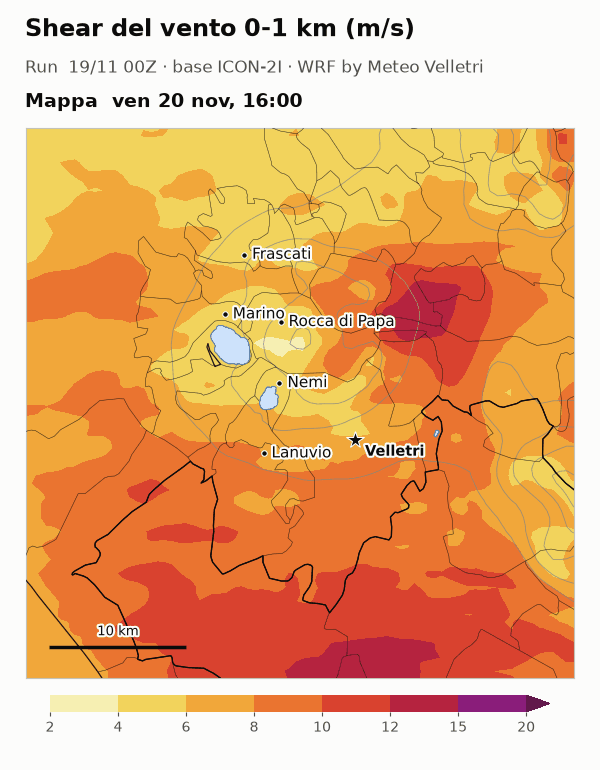 Shear del vento 0-1 km (m/s)
Run  19/11 00Z · base ICON-2I · WRF by Meteo Velletri
Mappa  ven 20 nov, 16:00
Frascati
Marino
Rocca di Papa
Nemi
Velletri
Lanuvio
10 km
2 4 6 8 10 12 15 20